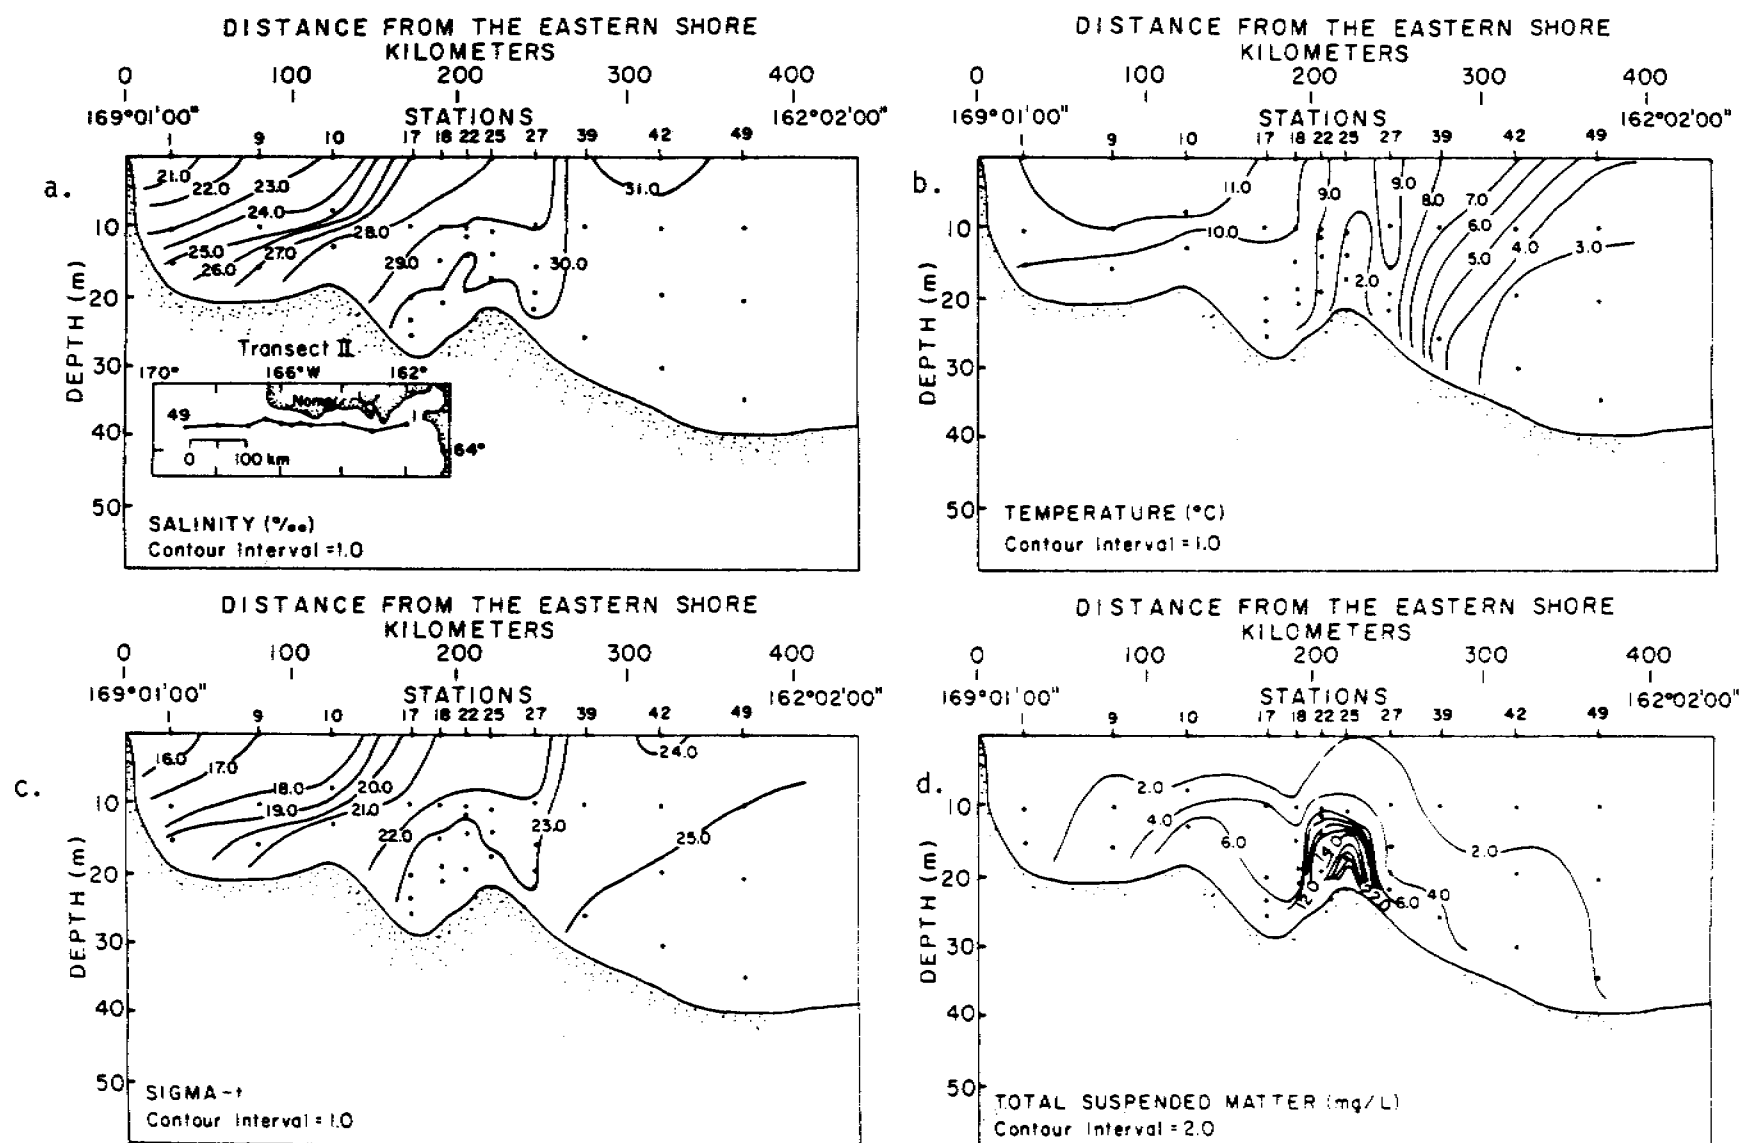 DISTANCE FROM THE EASTERN SHORE
KILOMETERS
0 100 200 300 400
169°01'00" STATIONS 162°02'00"
1 9 10 17 18 22 25 27 39 42 49
a.
21.0 22.0 23.0 31.0
24.0
25.0 27.0 28.0
26.0 29.0 30.0
10
20
30
40
50
DEPTH (m)
Transect II
170° 166°W 162°
Nome
49 1
64°
0 100 km
SALINITY (‰)
Contour Interval =1.0
DISTANCE FROM THE EASTERN SHORE
KILOMETERS
0 100 200 300 400
169°01'00" STATIONS 162°02'00"
9 10 17 18 22 25 27 39 42 49
b.
11.0 9.0 9.0 8.0 7.0
10.0 6.0 4.0 3.0
2.0 5.0
10
20
30
40
50
DEPTH (m)
TEMPERATURE (°C)
Contour Interval =1.0
DISTANCE FROM THE EASTERN SHORE
KILOMETERS
0 100 200 300 400
169°01'00" STATIONS 162°02'00"
1 9 10 17 18 22 25 27 39 42 49
c.
16.0 17.0 24.0
18.0 20.0
19.0 21.0
22.0 23.0 25.0
10
20
30
40
50
DEPTH (m)
SIGMA-t
Contour Interval =1.0
DISTANCE FROM THE EASTERN SHORE
KILOMETERS
0 100 200 300 400
169°01'00" STATIONS 162°02'00"
9 10 17 18 22 25 27 39 42 49
d.
2.0
4.0
6.0 14.0 2.0
12.0 22.0 6.0 4.0
10
20
30
40
50
DEPTH (m)
TOTAL SUSPENDED MATTER (mg/L)
Contour Interval = 2.0